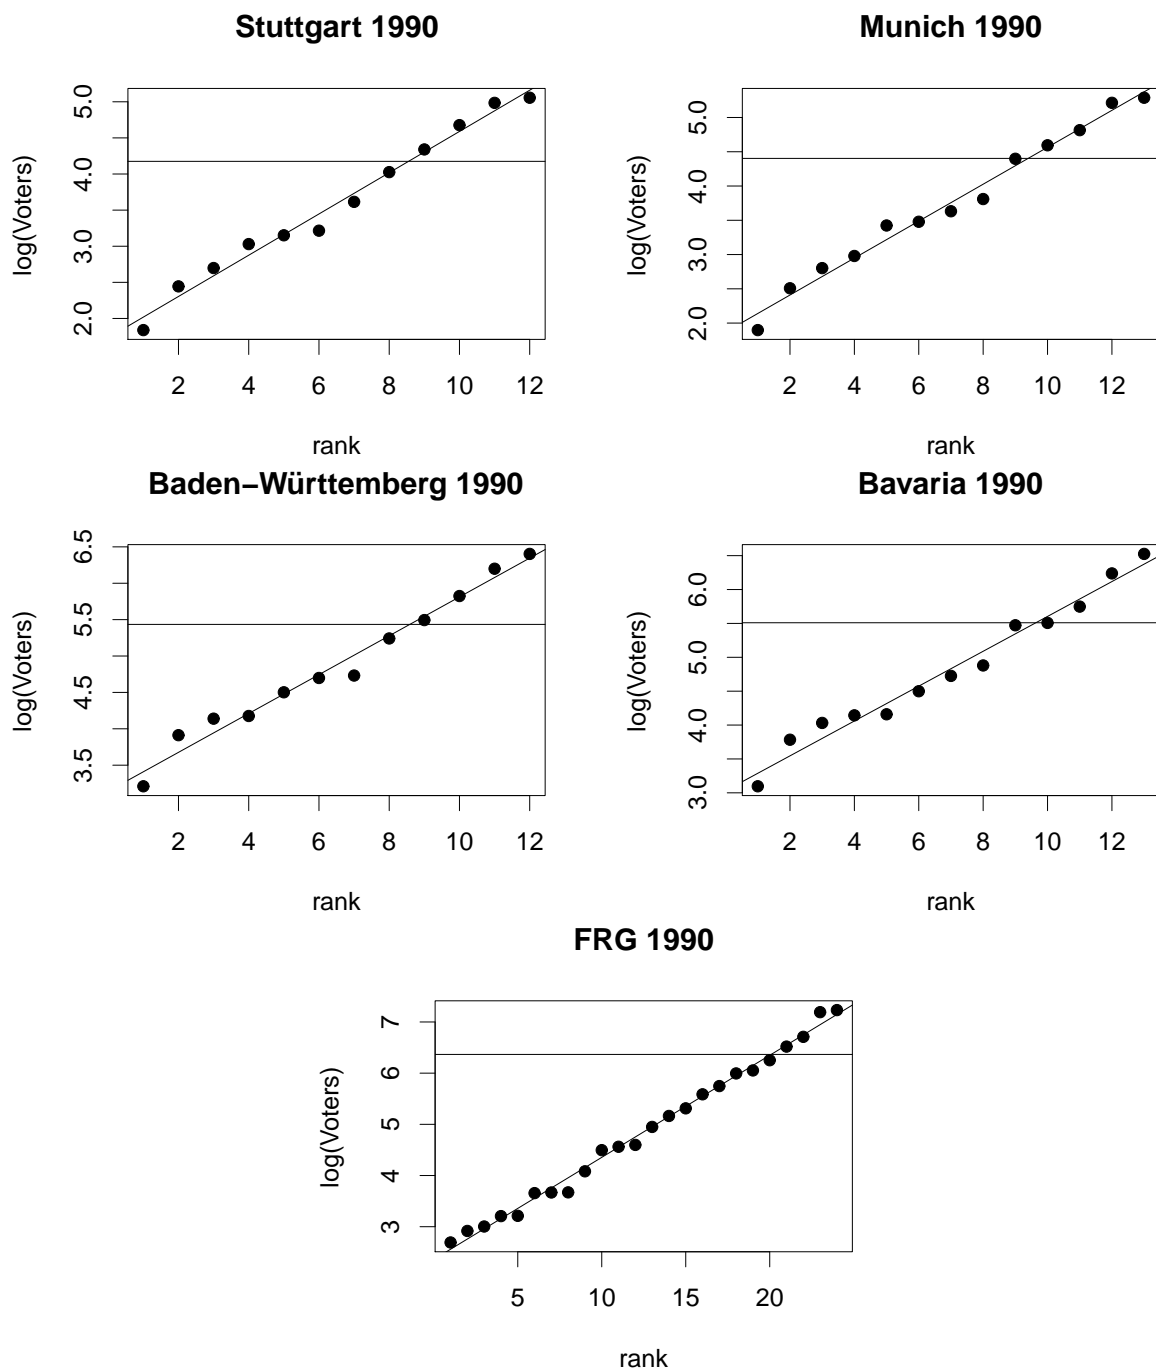 Stuttgart 1990
log(Voters)
5.0
4.0
3.0
2.0
2 4 6 8 10 12
rank
Munich 1990
log(Voters)
5.0
4.0
3.0
2.0
2 4 6 8 10 12
rank
Baden−Württemberg 1990
log(Voters)
6.5
5.5
4.5
3.5
2 4 6 8 10 12
rank
Bavaria 1990
log(Voters)
6.0
5.0
4.0
3.0
2 4 6 8 10 12
rank
FRG 1990
log(Voters)
7
6
5
4
3
5 10 15 20
rank